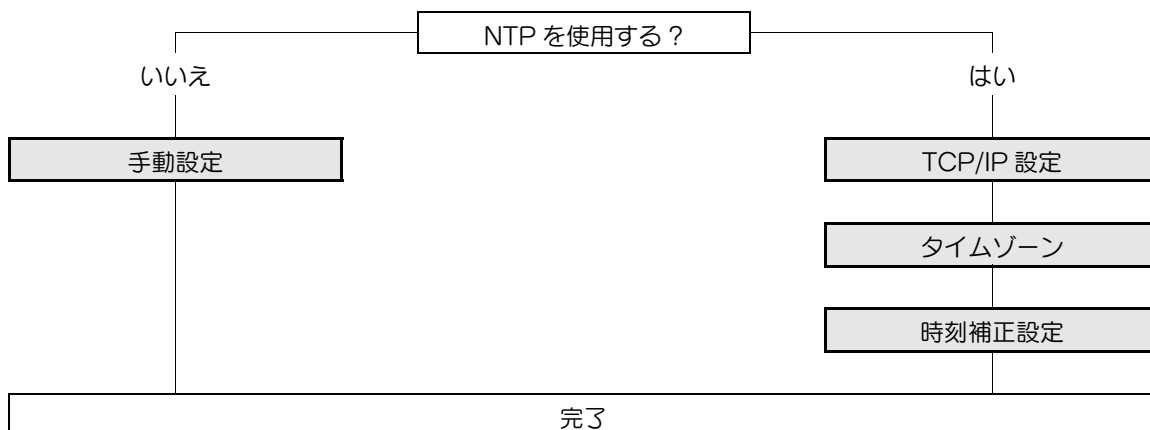 NTP を使用する？
いいえ
はい
手動設定
TCP/IP 設定
タイムゾーン
時刻補正設定
完了